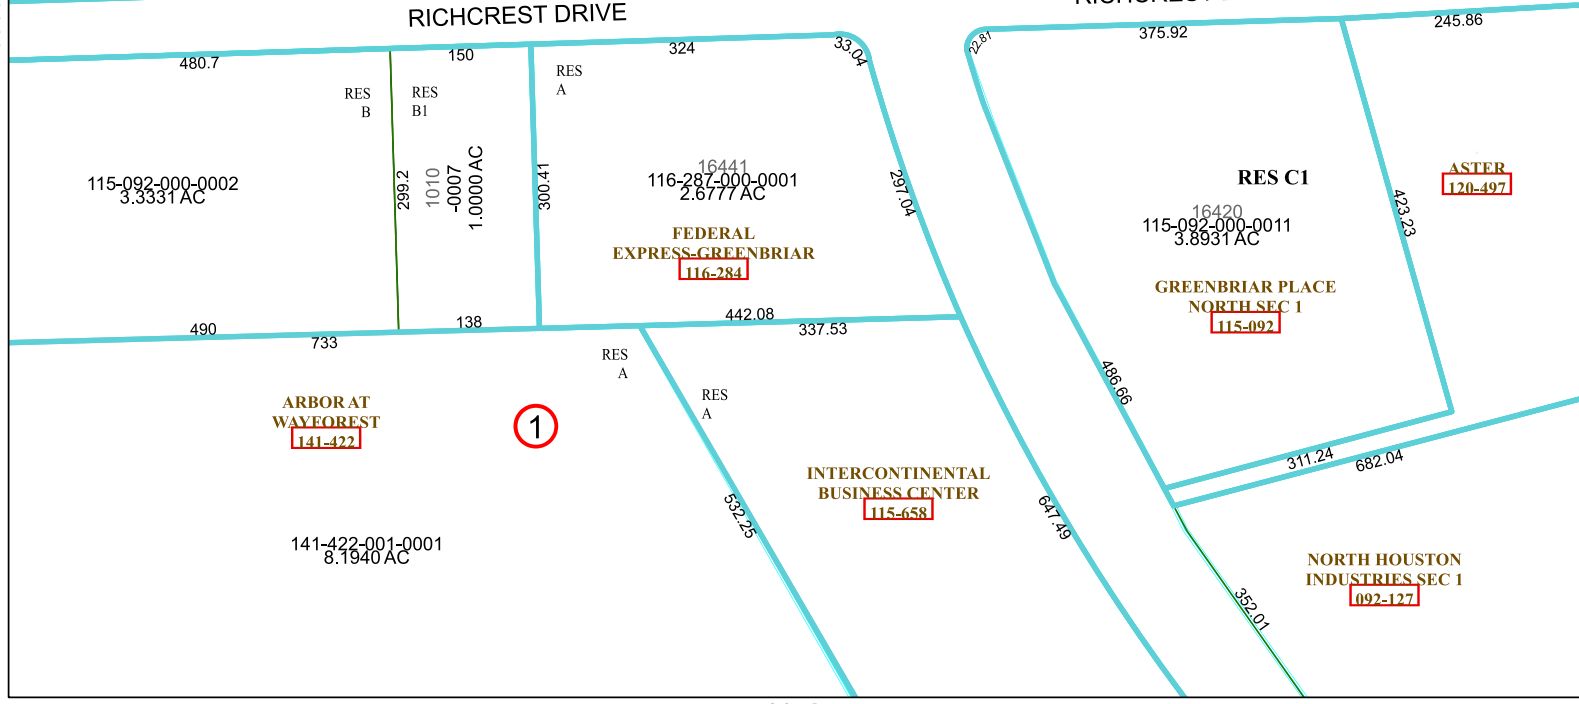 RICHCREST DRIVE
480.7
150
324
33.04
22.81
375.92
245.86
RES
B
RES
B1
RES
A
115-092-000-0002
3.3331 AC
299.2
1010
-0007
1.0000 AC
300.41
16441
116-287-000-0001
2.6777 AC
FEDERAL
EXPRESS-GREENBRIAR
116-284
297.04
RES C1
16420
115-092-000-0011
3.8931 AC
GREENBRIAR PLACE
NORTH SEC 1
115-092
423.23
ASTER
120-497
490
733
138
442.08
337.53
RES
A
RES
A
ARBOR AT
WAYFOREST
141-422
1
486.66
311.24
682.04
INTERCONTINENTAL
BUSINESS CENTER
115-658
532.25
647.49
141-422-001-0001
8.1940 AC
NORTH HOUSTON
INDUSTRIES SEC 1
092-127
352.01